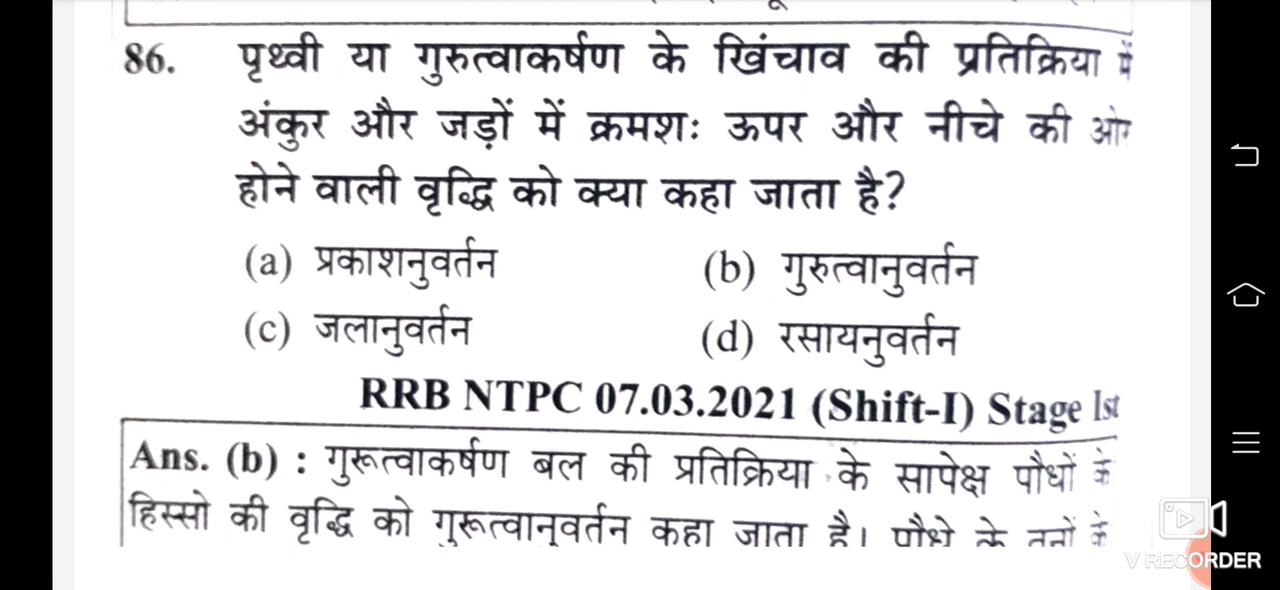 86. पृथ्वी या गुरुत्वाकर्षण के खिंचाव की प्रतिक्रिया में
अंकुर और जड़ों में क्रमशः ऊपर और नीचे की ओर
होने वाली वृद्धि को क्या कहा जाता है?
(a) प्रकाशनुवर्तन (b) गुरुत्वानुवर्तन
(c) जलानुवर्तन (d) रसायनुवर्तन
RRB NTPC 07.03.2021 (Shift-I) Stage Ist
Ans. (b) : गुरूत्वाकर्षण बल की प्रतिक्रिया के सापेक्ष पौधों के
हिस्सो की वृद्धि को गुरूत्वानुवर्तन कहा जाता है। पौधे के तनों के
V RECORDER